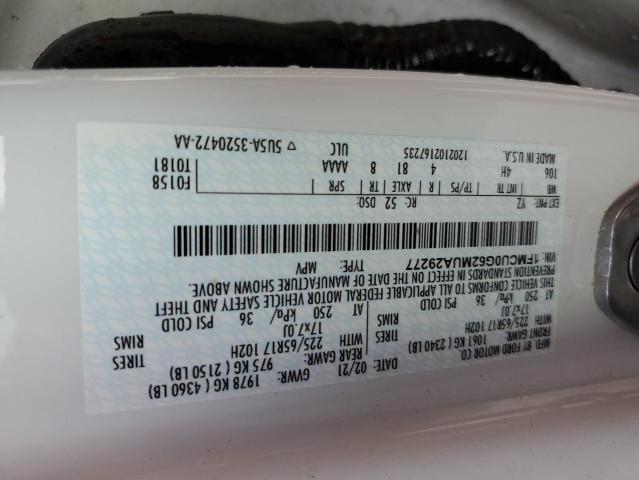 MFD. BY FORD MOTOR CO.
DATE: 02/21 GVWR: 1978 KG ( 4360 LB)
FRONT GAWR: REAR GAWR:
1061 KG ( 2340 LB) 975 KG ( 2150 LB)
WITH 225/65R17 102H TIRES WITH 225/65R17 102H TIRES
17x7.0J RIMS 17x7.0J RIMS
AT 250 kPa/ 36 PSI COLD AT 250 kPa/ 36 PSI COLD
THIS VEHICLE CONFORMS TO ALL APPLICABLE FEDERAL MOTOR VEHICLE SAFETY AND THEFT
PREVENTION STANDARDS IN EFFECT ON THE DATE OF MANUFACTURE SHOWN ABOVE.
VIN: 1FMCU0G62MUA29277 TYPE: MPV
EXT PNT: YZ RC: 52 DSO:
WB INT TR TP/PS R AXLE TR SPR F0158
106 4H 4 81 8 AAAA T0181
MADE IN U.S.A. 120210216723​5 ULC 5U5A-3520472-AA